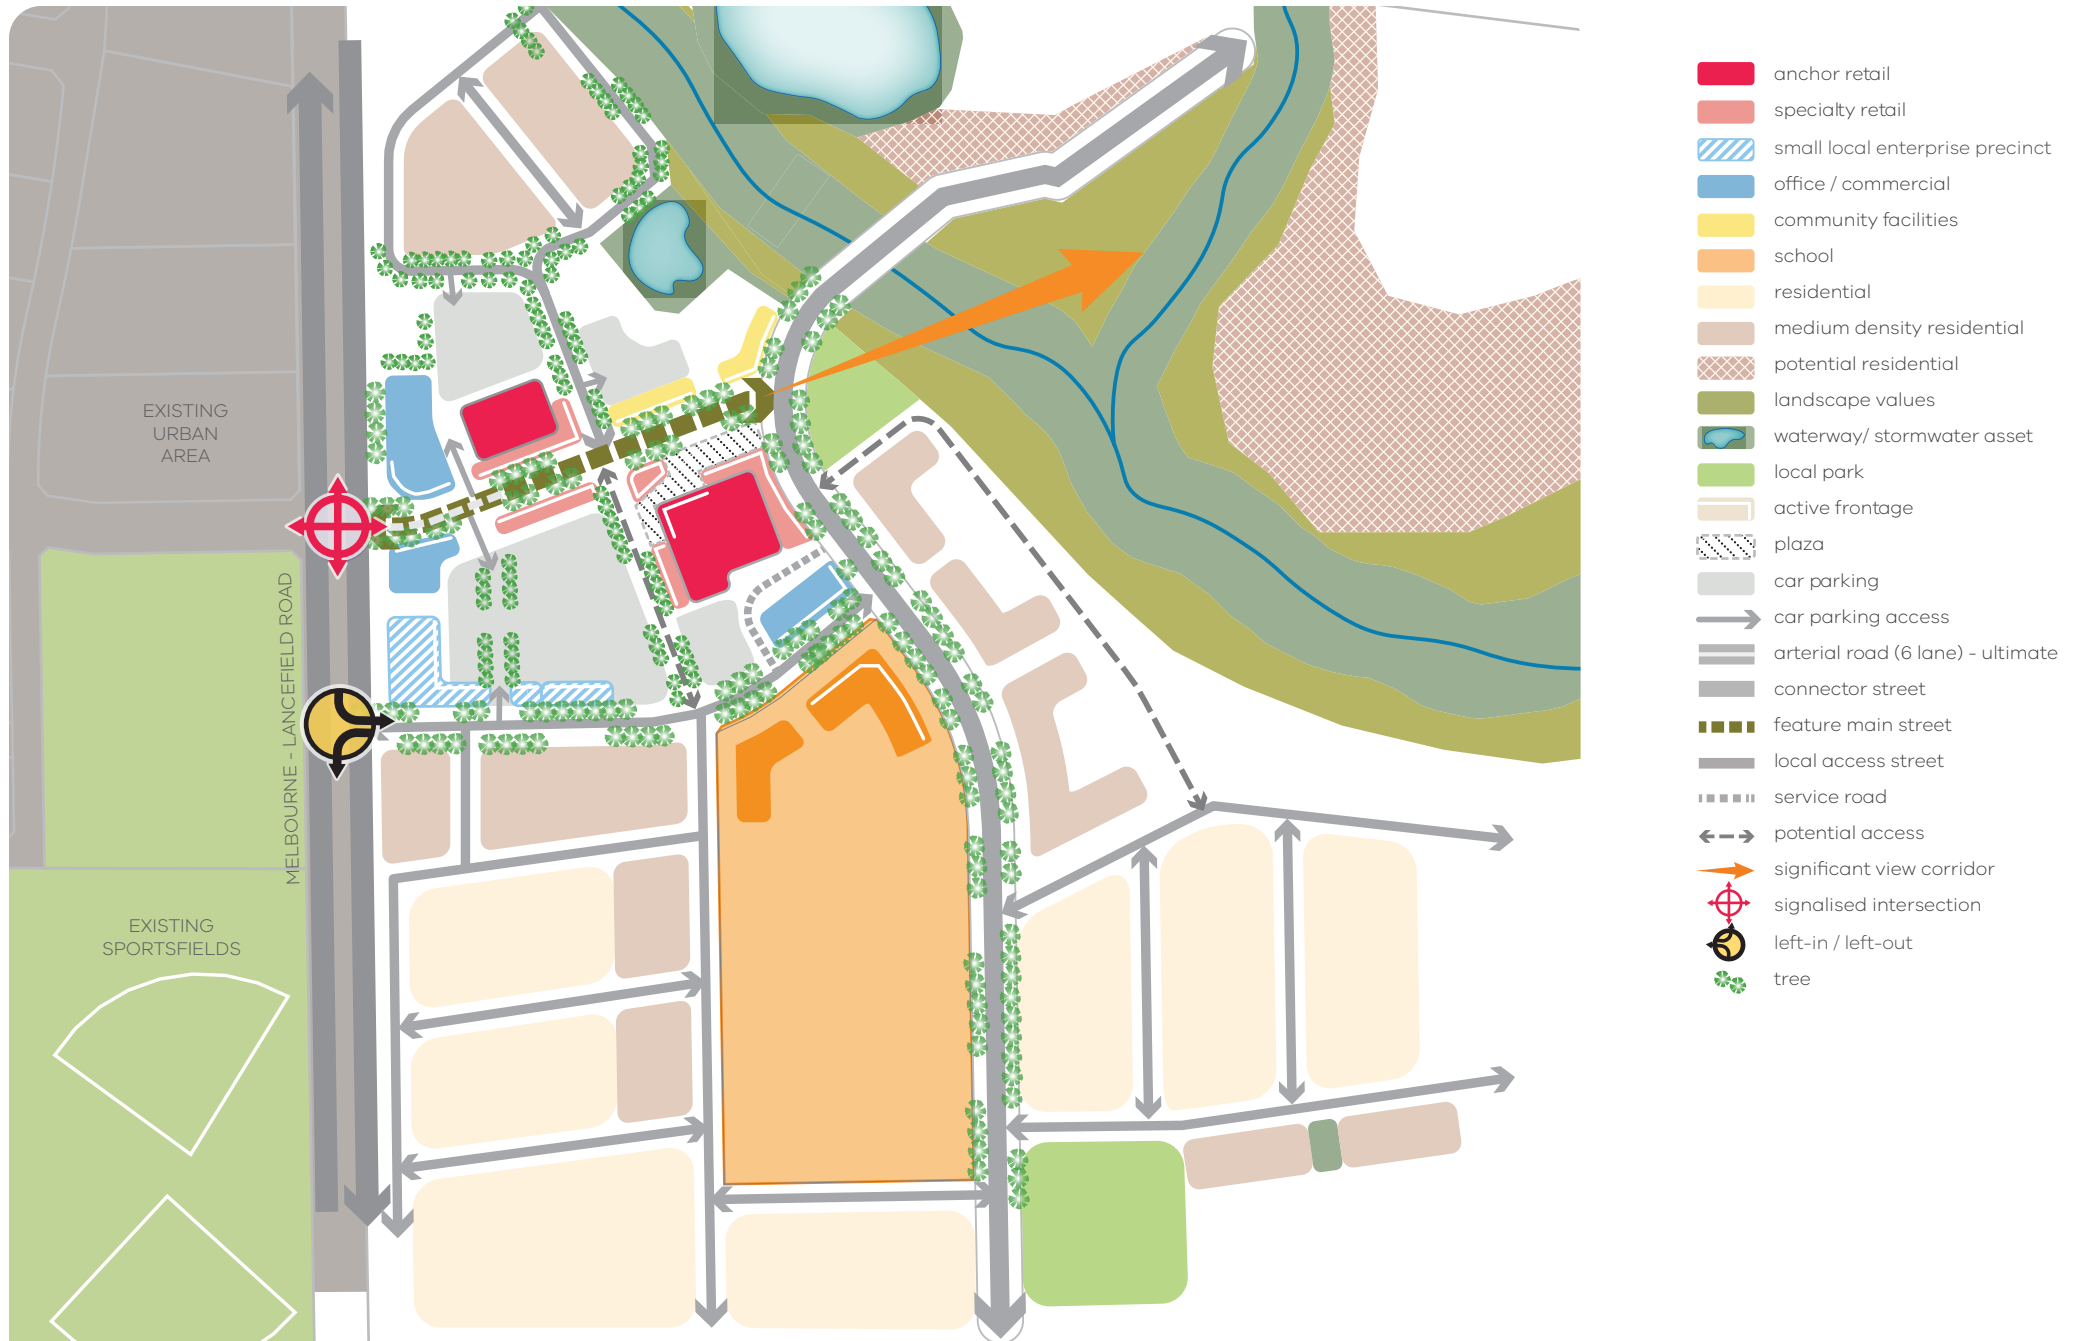 EXISTING
URBAN
AREA
MELBOURNE - LANCEFIELD ROAD
EXISTING
SPORTSFIELDS
anchor retail
specialty retail
small local enterprise precinct
office / commercial
community facilities
school
residential
medium density residential
potential residential
landscape values
waterway/ stormwater asset
local park
active frontage
plaza
car parking
car parking access
arterial road (6 lane) - ultimate
connector street
feature main street
local access street
service road
potential access
significant view corridor
signalised intersection
left-in / left-out
tree